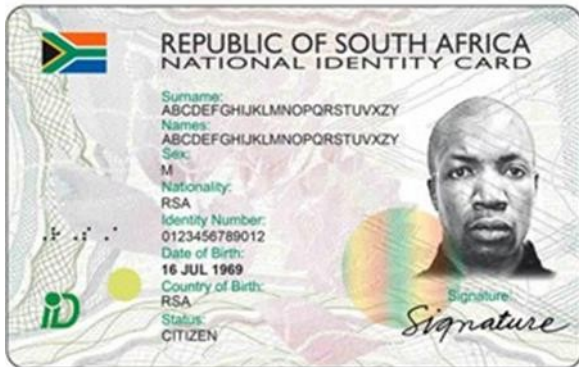 REPUBLIC OF SOUTH AFRICA
NATIONAL IDENTITY CARD
Surname:
ABCDEFGHIJKLMNOPQRSTUVXZY
Names:
ABCDEFGHIJKLMNOPQRSTUVXZY
Sex:
M
Nationality:
RSA
Identity Number:
0123456789012
Date of Birth:
16 JUL 1969
Country of Birth:
RSA
Status:
CITIZEN
iD
Signature:
Signature